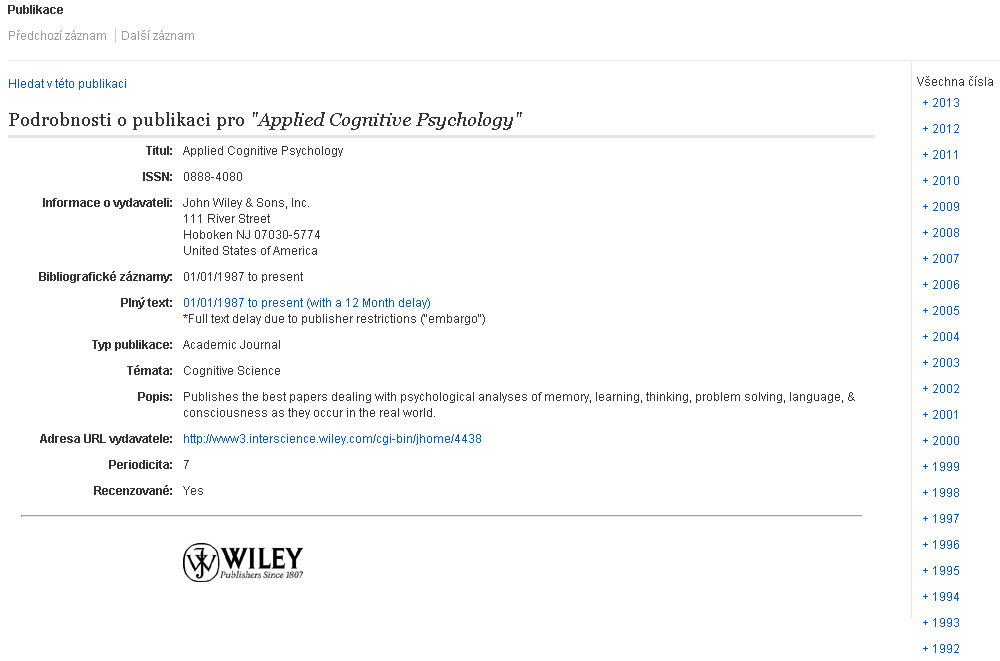 Publikace
Předchozí záznam | Další záznam
Hledat v této publikaci
Podrobnosti o publikaci pro "Applied Cognitive Psychology"
Titul: Applied Cognitive Psychology
ISSN: 0888-4080
Informace o vydavateli: John Wiley & Sons, Inc.
111 River Street
Hoboken NJ 07030-5774
United States of America
Bibliografické záznamy: 01/01/1987 to present
Plný text: 01/01/1987 to present (with a 12 Month delay)
*Full text delay due to publisher restrictions ("embargo")
Typ publikace: Academic Journal
Témata: Cognitive Science
Popis: Publishes the best papers dealing with psychological analyses of memory, learning, thinking, problem solving, language, &
consciousness as they occur in the real world.
Adresa URL vydavatele: http://www3.interscience.wiley.com/cgi-bin/jhome/4438
Periodicita: 7
Recenzované: Yes
WILEY
Publishers Since 1807
Všechna čísla
+ 2013
+ 2012
+ 2011
+ 2010
+ 2009
+ 2008
+ 2007
+ 2006
+ 2005
+ 2004
+ 2003
+ 2002
+ 2001
+ 2000
+ 1999
+ 1998
+ 1997
+ 1996
+ 1995
+ 1994
+ 1993
+ 1992